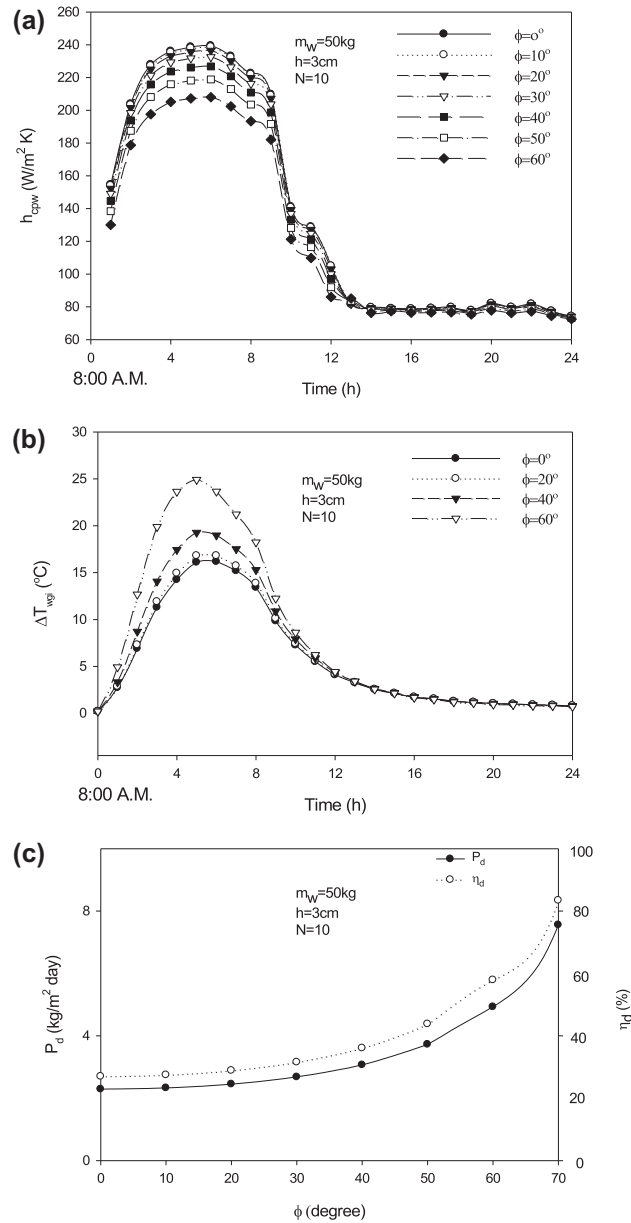 (a)
260
240
220
200
180
160
140
120
100
80
60
h_cpw (W/m² K)
m_w=50kg
h=3cm
N=10
ϕ=0°
ϕ=10°
ϕ=20°
ϕ=30°
ϕ=40°
ϕ=50°
ϕ=60°
0 4 8 12 16 20 24
8:00 A.M.
Time (h)
(b)
30
25
20
15
10
5
0
ΔT_wgi (°C)
m_w=50kg
h=3cm
N=10
ϕ=0°
ϕ=20°
ϕ=40°
ϕ=60°
0 4 8 12 16 20 24
8:00 A.M.
Time (h)
(c)
8
4
0
P_d (kg/m² day)
m_w=50kg
h=3cm
N=10
P_d
η_d
100
80
60
40
20
0
η_d (%)
0 10 20 30 40 50 60 70
ϕ (degree)